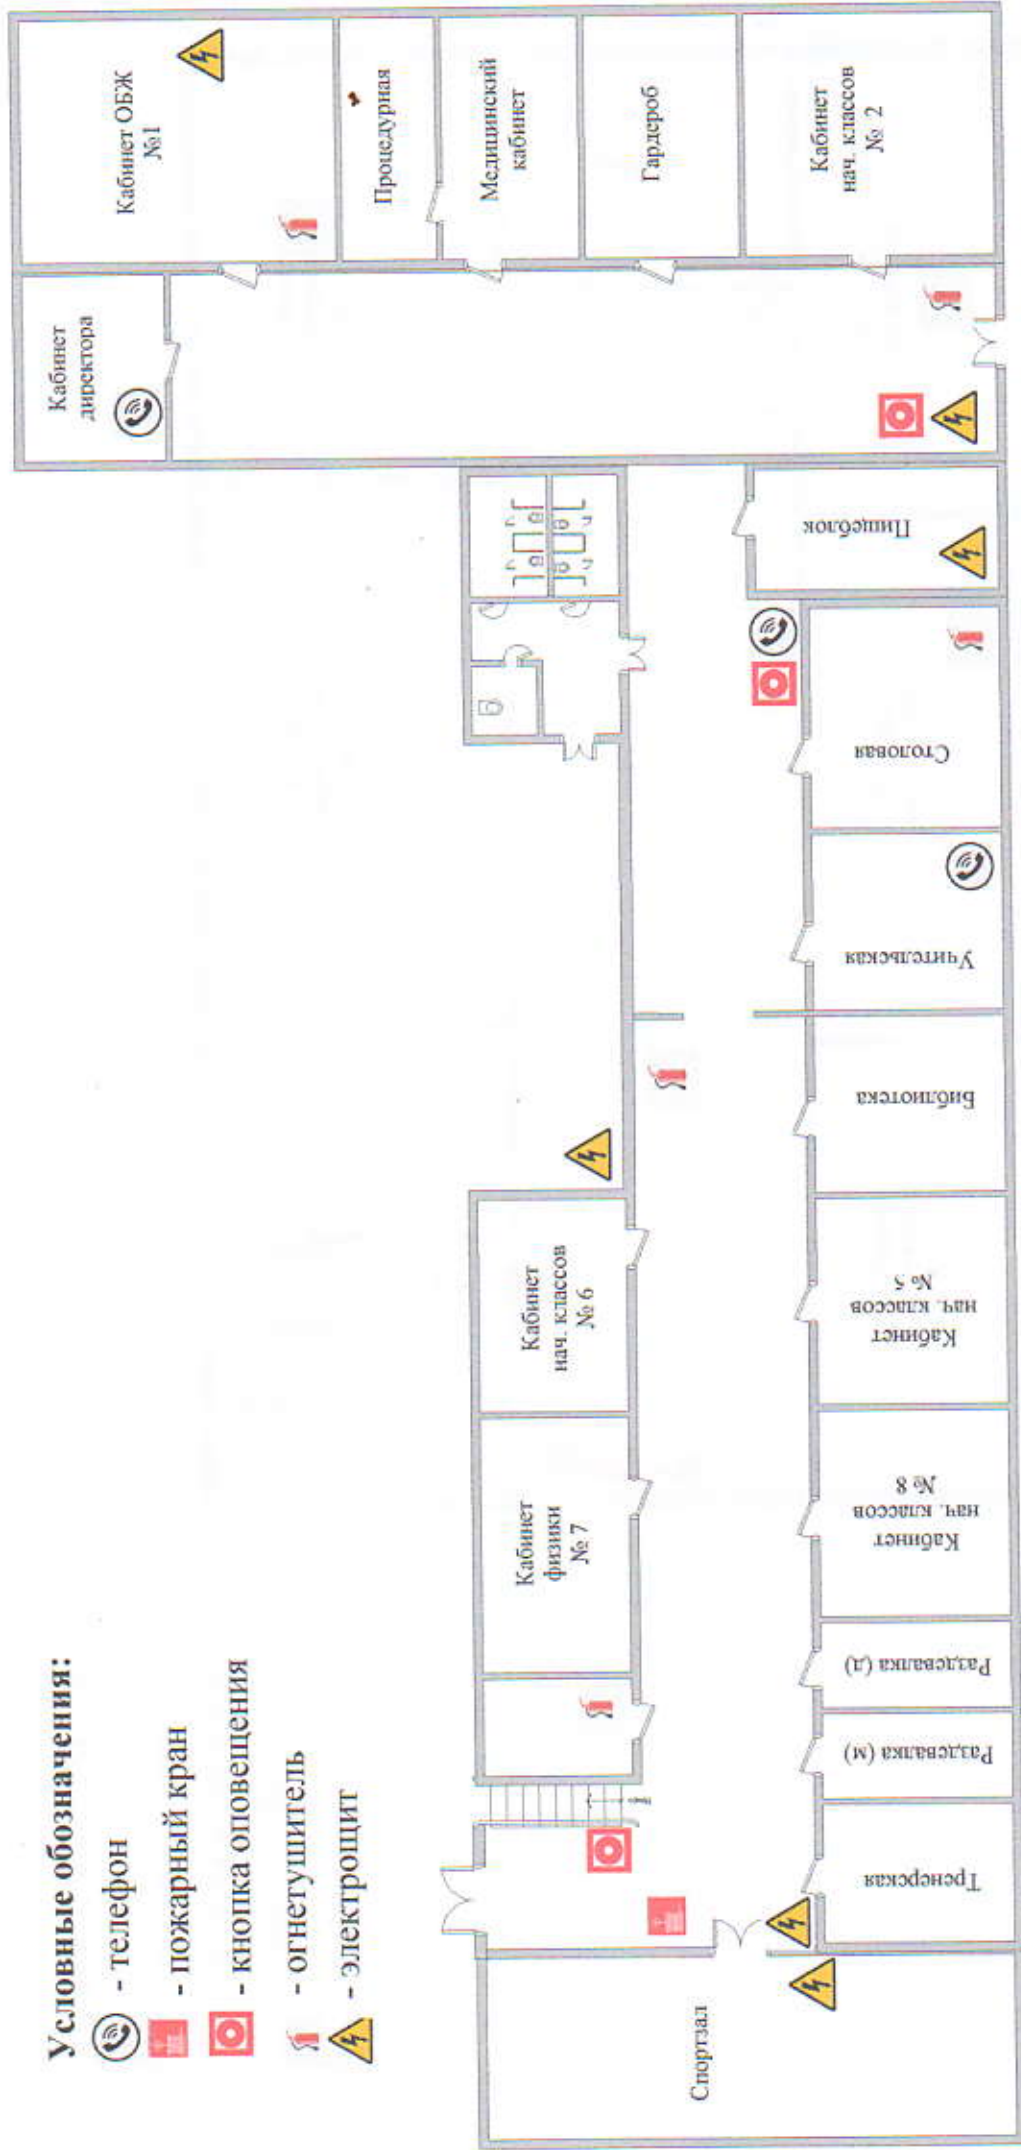 Условные обозначения:
- телефон
- пожарный кран
- кнопка оповещения
- огнетушитель
- электрощит
Кабинет
директора
Кабинет ОБЖ
№1
Процедурная
Медицинский
кабинет
Гардероб
Кабинет
нач. классов
№ 2
Пищеблок
Столовая
Учительская
Библиотека
Кабинет
нач. классов
№ 6
Кабинет
нач. классов
№ 5
Кабинет
физики
№ 7
Кабинет
нач. классов
№ 8
Раздевалка (д)
Раздевалка (м)
Тренерская
Спортзал